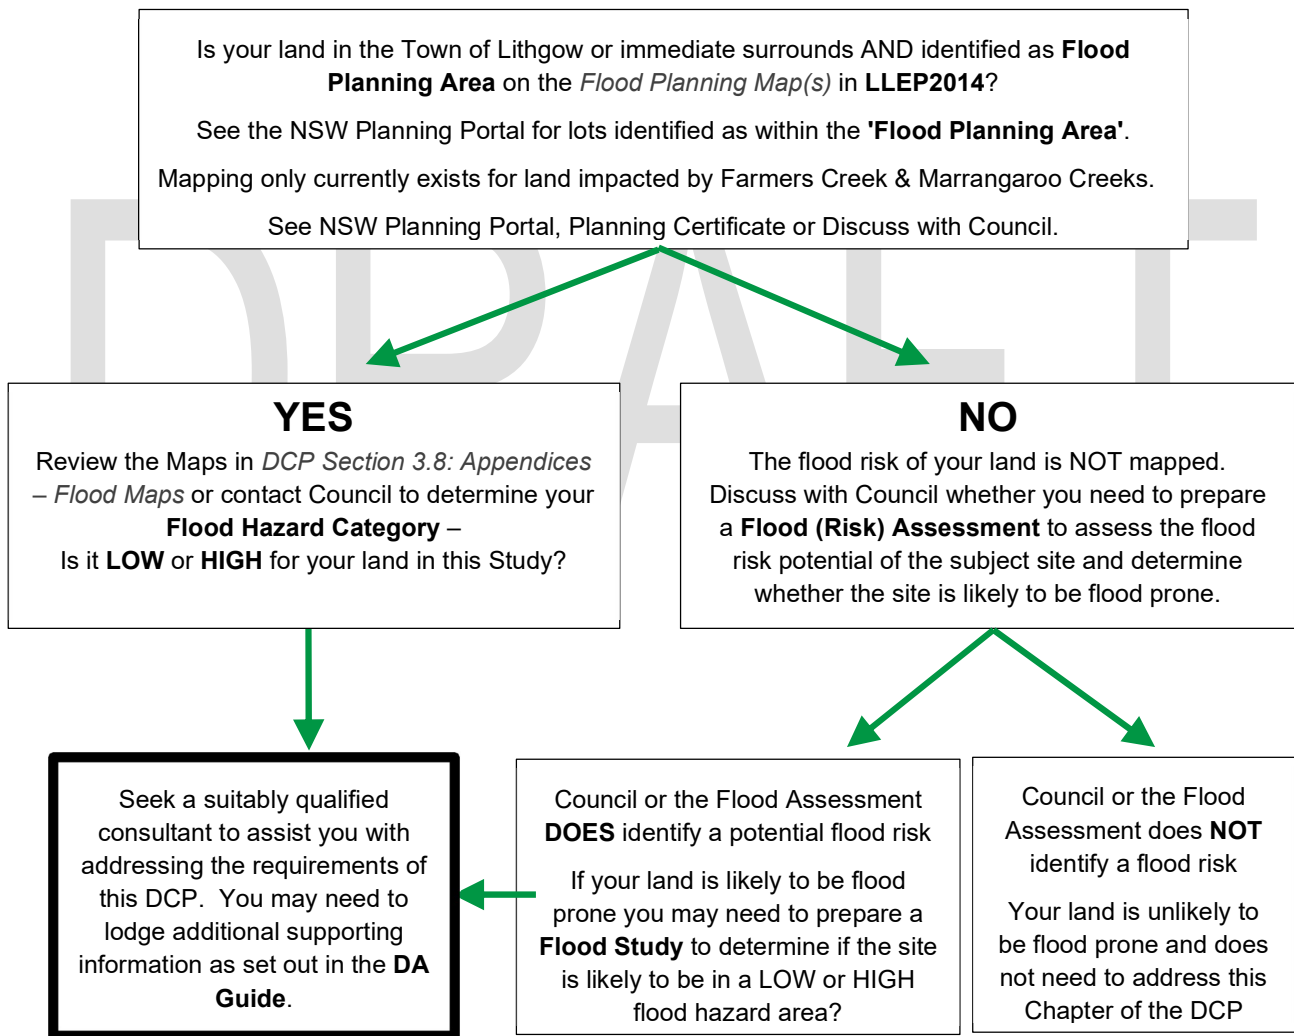 Is your land in the Town of Lithgow or immediate surrounds AND identified as Flood
Planning Area on the Flood Planning Map(s) in LLEP2014?
See the NSW Planning Portal for lots identified as within the 'Flood Planning Area'.
Mapping only currently exists for land impacted by Farmers Creek & Marrangaroo Creeks.
See NSW Planning Portal, Planning Certificate or Discuss with Council.
DRAFT
YES
Review the Maps in DCP Section 3.8: Appendices
– Flood Maps or contact Council to determine your
Flood Hazard Category –
Is it LOW or HIGH for your land in this Study?
NO
The flood risk of your land is NOT mapped.
Discuss with Council whether you need to prepare
a Flood (Risk) Assessment to assess the flood
risk potential of the subject site and determine
whether the site is likely to be flood prone.
Seek a suitably qualified
consultant to assist you with
addressing the requirements of
this DCP. You may need to
lodge additional supporting
information as set out in the DA
Guide.
Council or the Flood Assessment
DOES identify a potential flood risk
If your land is likely to be flood
prone you may need to prepare a
Flood Study to determine if the site
is likely to be in a LOW or HIGH
flood hazard area?
Council or the Flood
Assessment does NOT
identify a flood risk
Your land is unlikely to
be flood prone and does
not need to address this
Chapter of the DCP